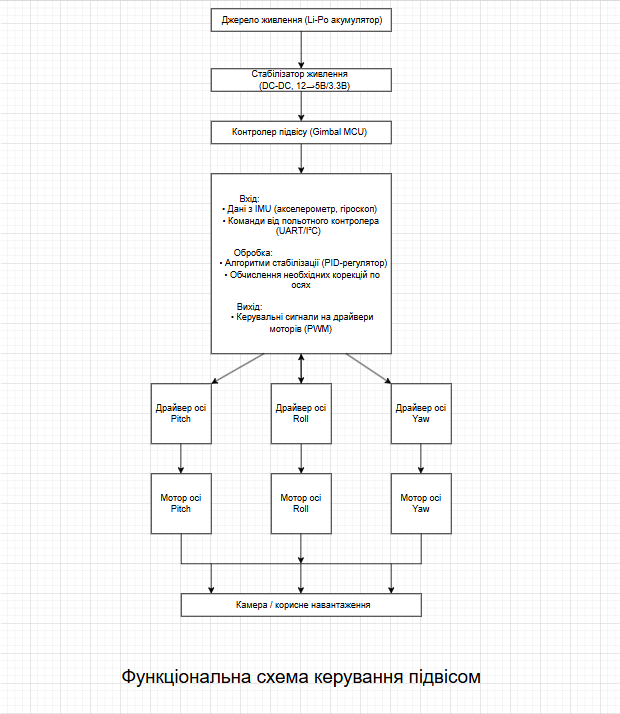 Джерело живлення (Li-Po акумулятор)
Стабілізатор живлення
(DC-DC, 12→5В/3.3В)
Контролер підвісу (Gimbal MCU)
Вхід:
• Дані з IMU (акселерометр, гіроскоп)
• Команди від польотного контролера
(UART/I²C)
Обробка:
• Алгоритми стабілізації (PID-регулятор)
• Обчислення необхідних корекцій по
осях
Вихід:
• Керувальні сигнали на драйвери
моторів (PWM)
Драйвер осі
Pitch
Драйвер осі
Roll
Драйвер осі
Yaw
Мотор осі
Pitch
Мотор осі
Roll
Мотор осі
Yaw
Камера / корисне навантаження
Функціональна схема керування підвісом